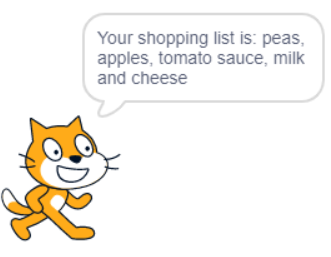 Your shopping list is: peas,
apples, tomato sauce, milk
and cheese